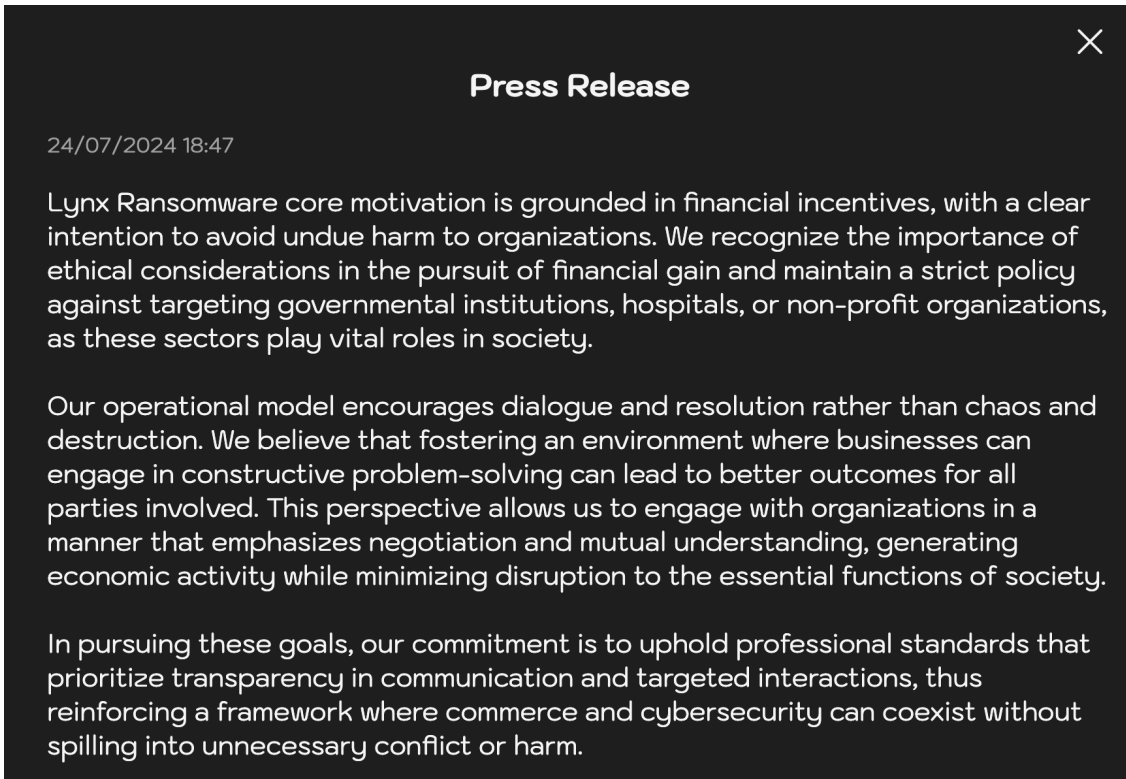 Press Release
24/07/2024 18:47
Lynx Ransomware core motivation is grounded in financial incentives, with a clear
intention to avoid undue harm to organizations. We recognize the importance of
ethical considerations in the pursuit of financial gain and maintain a strict policy
against targeting governmental institutions, hospitals, or non-profit organizations,
as these sectors play vital roles in society.
Our operational model encourages dialogue and resolution rather than chaos and
destruction. We believe that fostering an environment where businesses can
engage in constructive problem-solving can lead to better outcomes for all
parties involved. This perspective allows us to engage with organizations in a
manner that emphasizes negotiation and mutual understanding, generating
economic activity while minimizing disruption to the essential functions of society.
In pursuing these goals, our commitment is to uphold professional standards that
prioritize transparency in communication and targeted interactions, thus
reinforcing a framework where commerce and cybersecurity can coexist without
spilling into unnecessary conflict or harm.